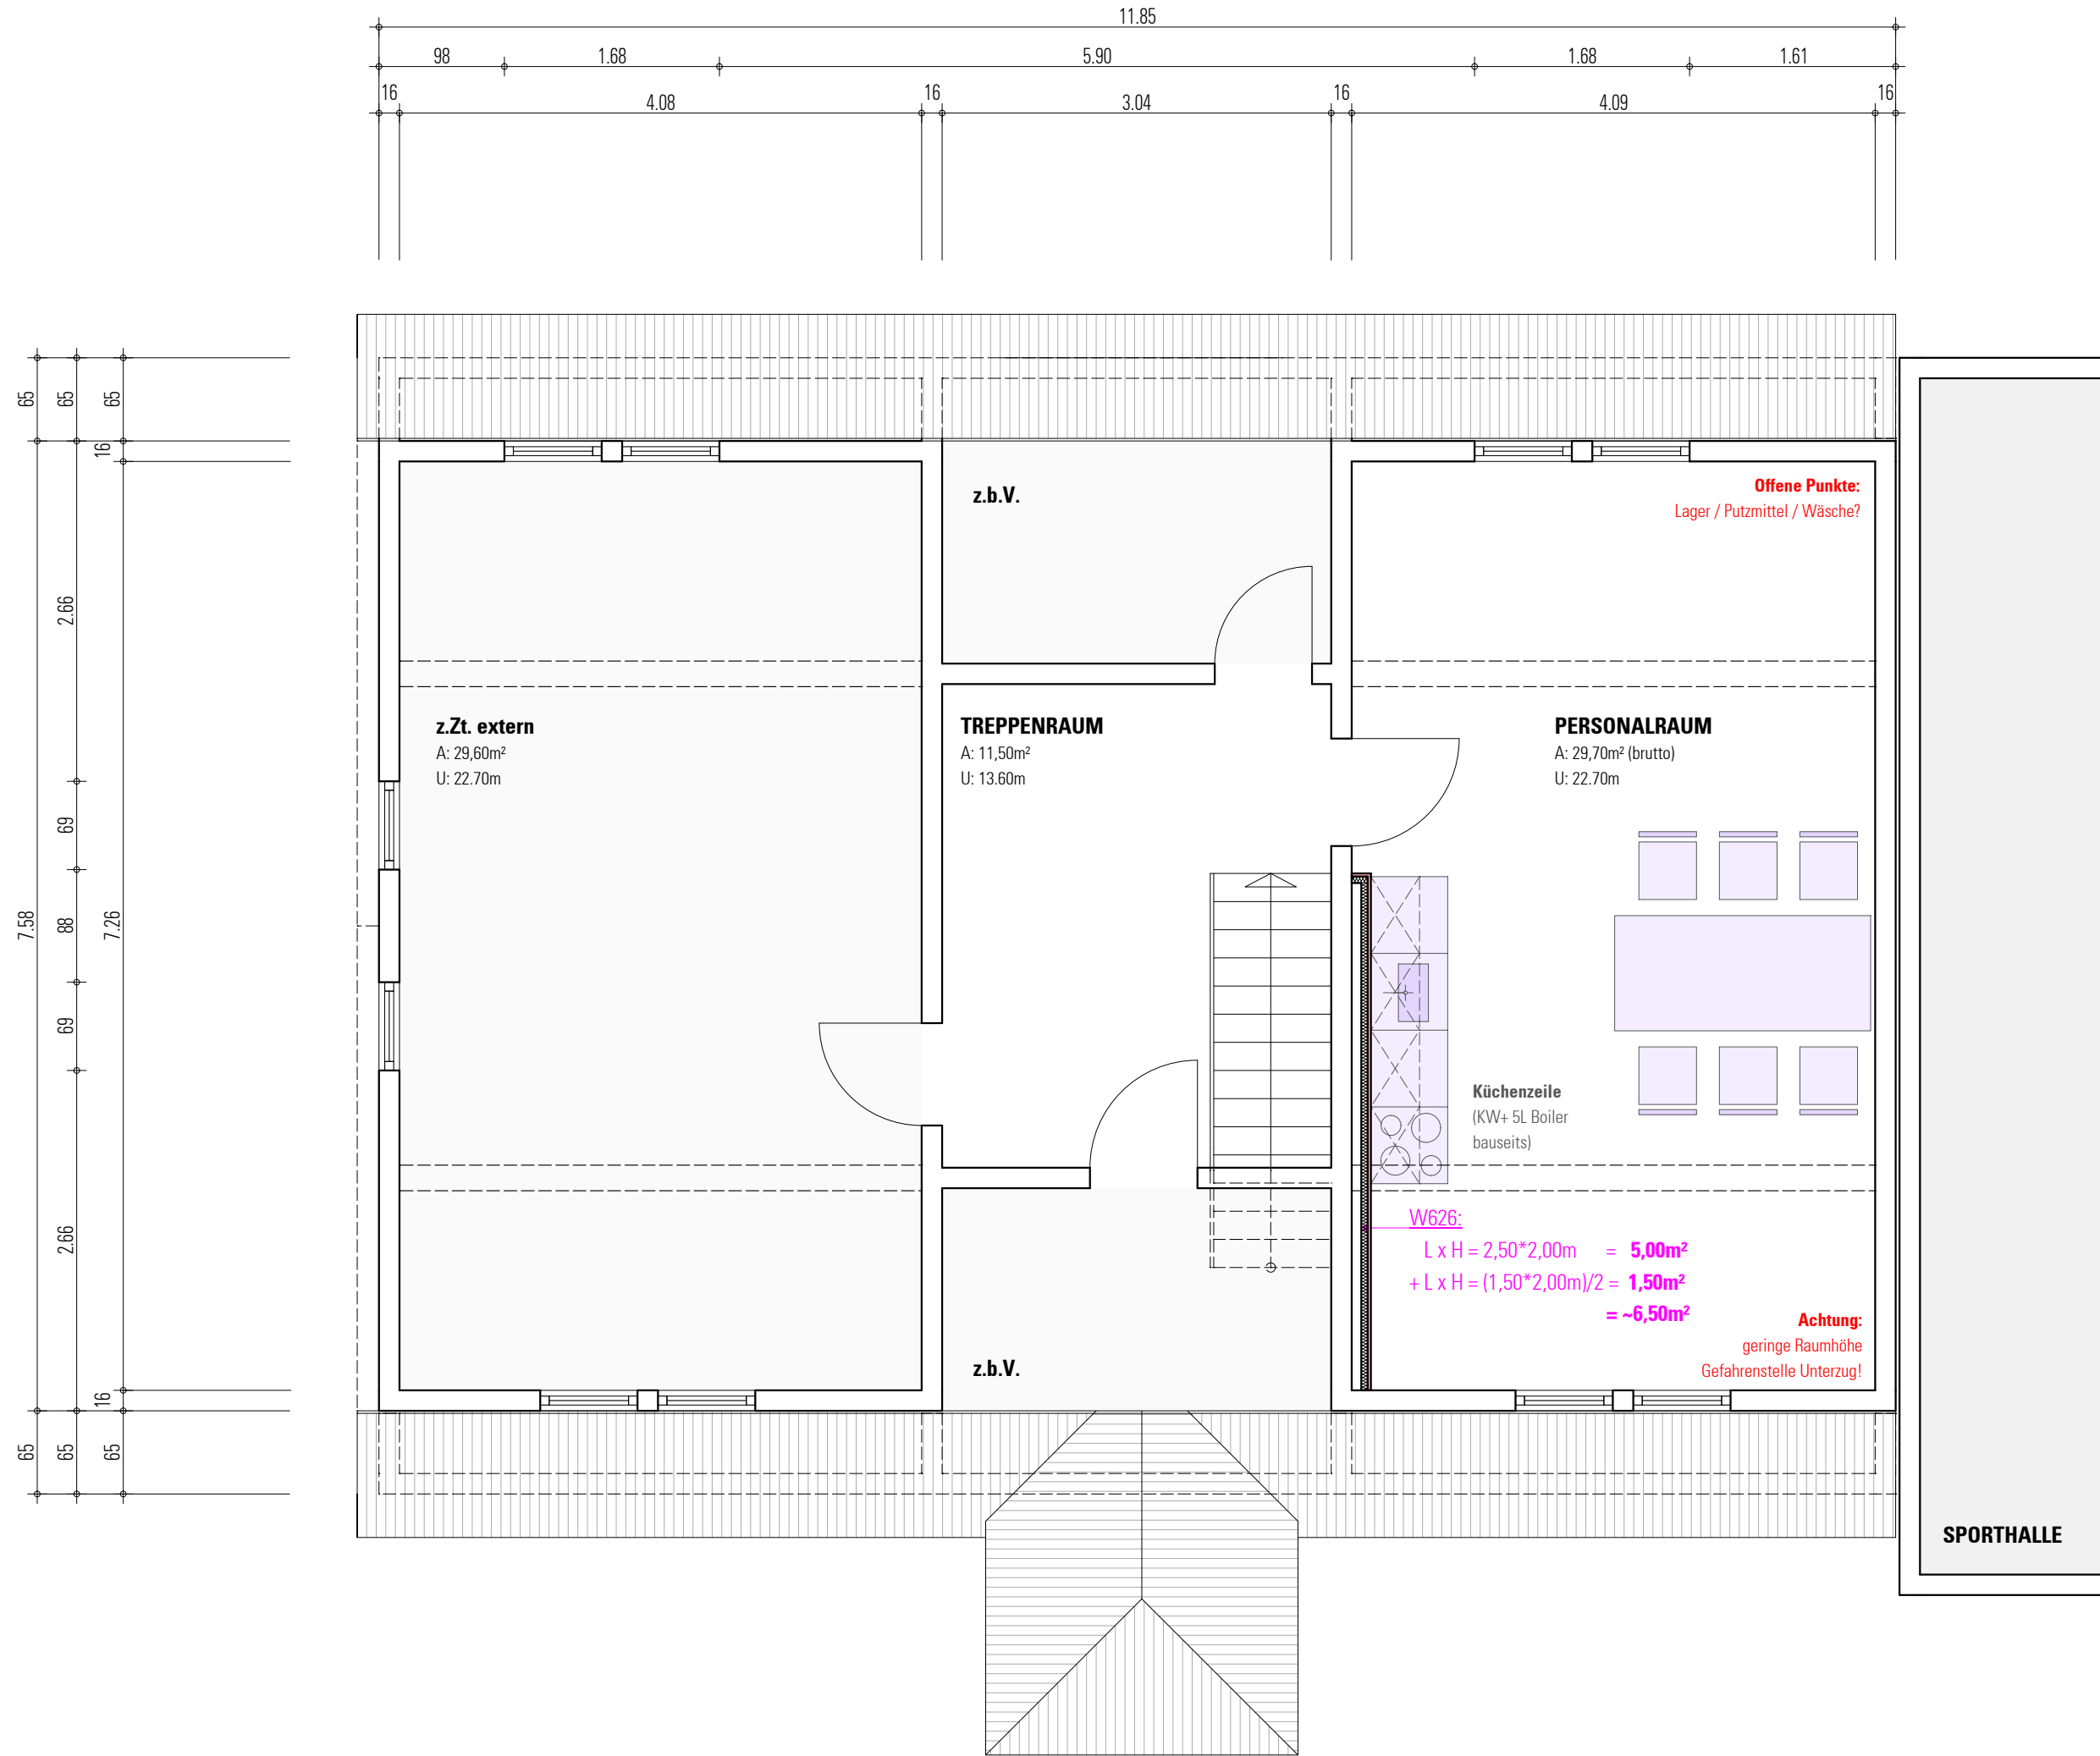 11.85
98 1.68 5.90 1.68 1.61
16 4.08 16 3.04 16 4.09 16
65 65 65
16
2.66
69
7.58 88 7.26
69
2.66
16
65 65 65
z.b.V.
Offene Punkte:
Lager / Putzmittel / Wäsche?
z.Zt. extern
A: 29,60m²
U: 22.70m
TREPPENRAUM
A: 11,50m²
U: 13.60m
PERSONALRAUM
A: 29,70m² (brutto)
U: 22.70m
Küchenzeile
(KW+ 5L Boiler
bauseits)
W626:
L x H = 2,50*2,00m = 5,00m²
+ L x H = (1,50*2,00m)/2 = 1,50m²
= ~6,50m²
Achtung:
geringe Raumhöhe
Gefahrenstelle Unterzug!
z.b.V.
SPORTHALLE